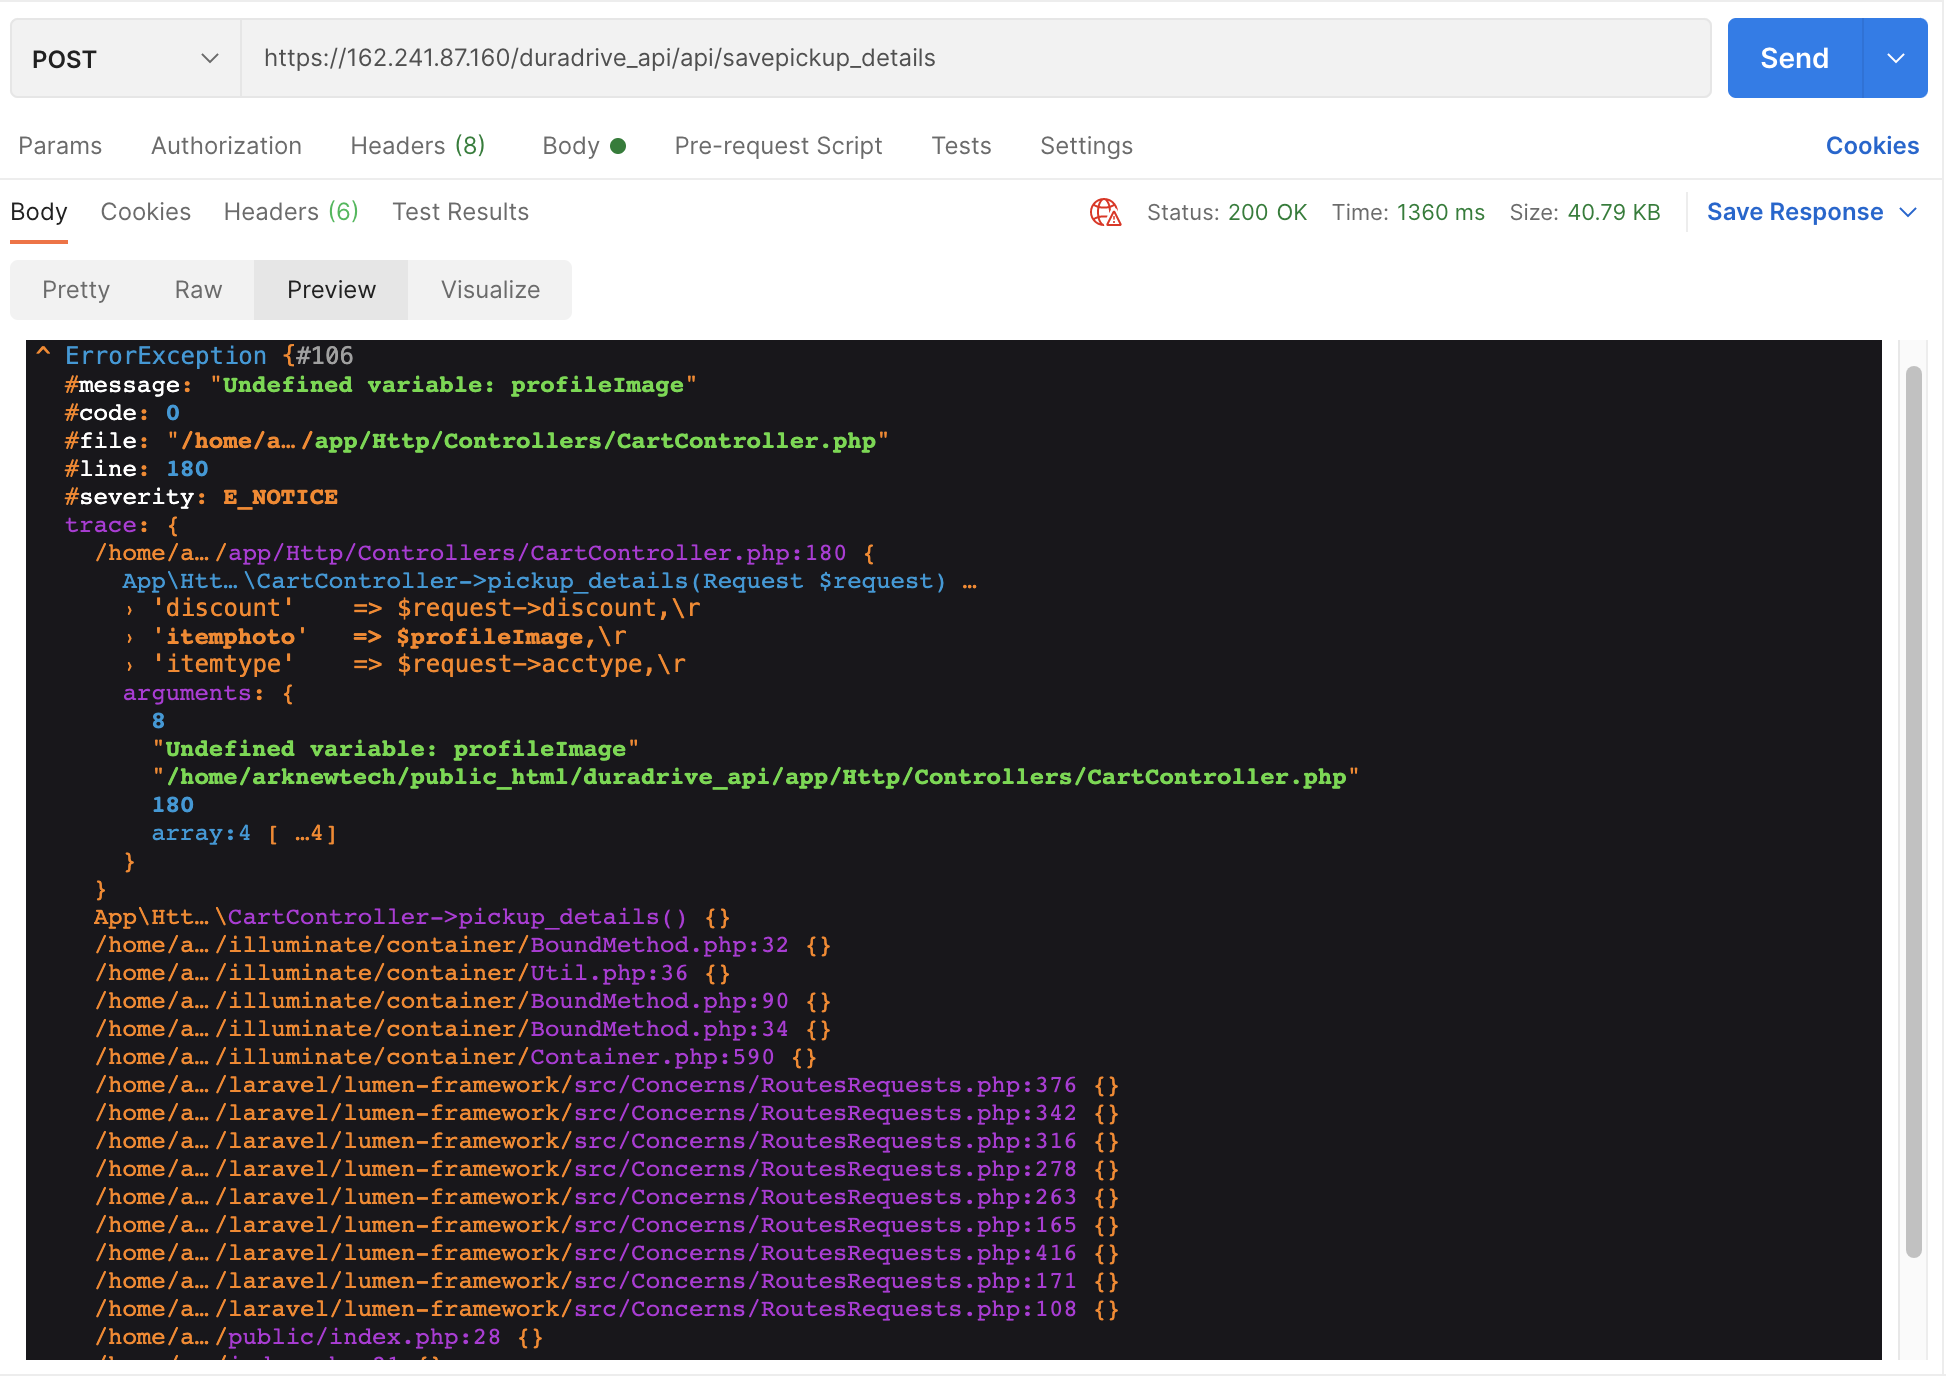 POST
https://162.241.87.160/duradrive_api/api/savepickup_details
Send
Params Authorization Headers (8) Body Pre-request Script Tests Settings Cookies
Body Cookies Headers (6) Test Results Status: 200 OK Time: 1360 ms Size: 40.79 KB Save Response
Pretty Raw Preview Visualize
^ ErrorException {#106
#message: "Undefined variable: profileImage"
#code: 0
#file: "/home/a…/app/Http/Controllers/CartController.php"
#line: 180
#severity: E_NOTICE
trace: {
/home/a…/app/Http/Controllers/CartController.php:180 {
App\Htt…\CartController->pickup_details(Request $request) …
› 'discount' => $request->discount,\r
› 'itemphoto' => $profileImage,\r
› 'itemtype' => $request->acctype,\r
arguments: {
8
"Undefined variable: profileImage"
"/home/arknewtech/public_html/duradrive_api/app/Http/Controllers/CartController.php"
180
array:4 [ …4]
}
}
App\Htt…\CartController->pickup_details() {}
/home/a…/illuminate/container/BoundMethod.php:32 {}
/home/a…/illuminate/container/Util.php:36 {}
/home/a…/illuminate/container/BoundMethod.php:90 {}
/home/a…/illuminate/container/BoundMethod.php:34 {}
/home/a…/illuminate/container/Container.php:590 {}
/home/a…/laravel/lumen-framework/src/Concerns/RoutesRequests.php:376 {}
/home/a…/laravel/lumen-framework/src/Concerns/RoutesRequests.php:342 {}
/home/a…/laravel/lumen-framework/src/Concerns/RoutesRequests.php:316 {}
/home/a…/laravel/lumen-framework/src/Concerns/RoutesRequests.php:278 {}
/home/a…/laravel/lumen-framework/src/Concerns/RoutesRequests.php:263 {}
/home/a…/laravel/lumen-framework/src/Concerns/RoutesRequests.php:165 {}
/home/a…/laravel/lumen-framework/src/Concerns/RoutesRequests.php:416 {}
/home/a…/laravel/lumen-framework/src/Concerns/RoutesRequests.php:171 {}
/home/a…/laravel/lumen-framework/src/Concerns/RoutesRequests.php:108 {}
/home/a…/public/index.php:28 {}